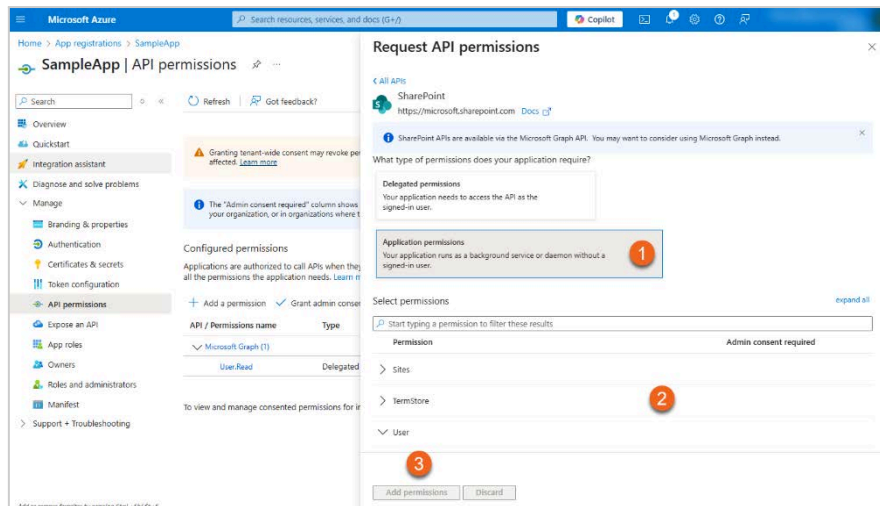 Microsoft Azure
Search resources, services, and docs (G+/)
Copilot
Home > App registrations > SampleApp
SampleApp | API permissions
Search
Overview
Quickstart
Integration assistant
Diagnose and solve problems
Manage
Branding & properties
Authentication
Certificates & secrets
Token configuration
API permissions
Expose an API
App roles
Owners
Roles and administrators
Manifest
Support + Troubleshooting
Refresh
Got feedback?
Granting tenant-wide consent may revoke per
affected. Learn more
The "Admin consent required" column shows
your organization, or in organizations where t
Configured permissions
Applications are authorized to call APIs when they
all the permissions the application needs. Learn m
Add a permission
Grant admin conse
API / Permissions name Type
Microsoft Graph (1)
User.Read Delegated
To view and manage consented permissions for in
Request API permissions
All APIs
SharePoint
https://microsoft.sharepoint.com Docs
SharePoint APIs are available via the Microsoft Graph API. You may want to consider using Microsoft Graph instead.
What type of permissions does your application require?
Delegated permissions
Your application needs to access the API as the
signed-in user.
Application permissions
Your application runs as a background service or daemon without a
signed-in user.
1
Select permissions
expand all
Start typing a permission to filter these results
Permission Admin consent required
Sites
TermStore
2
User
3
Add permissions Discard